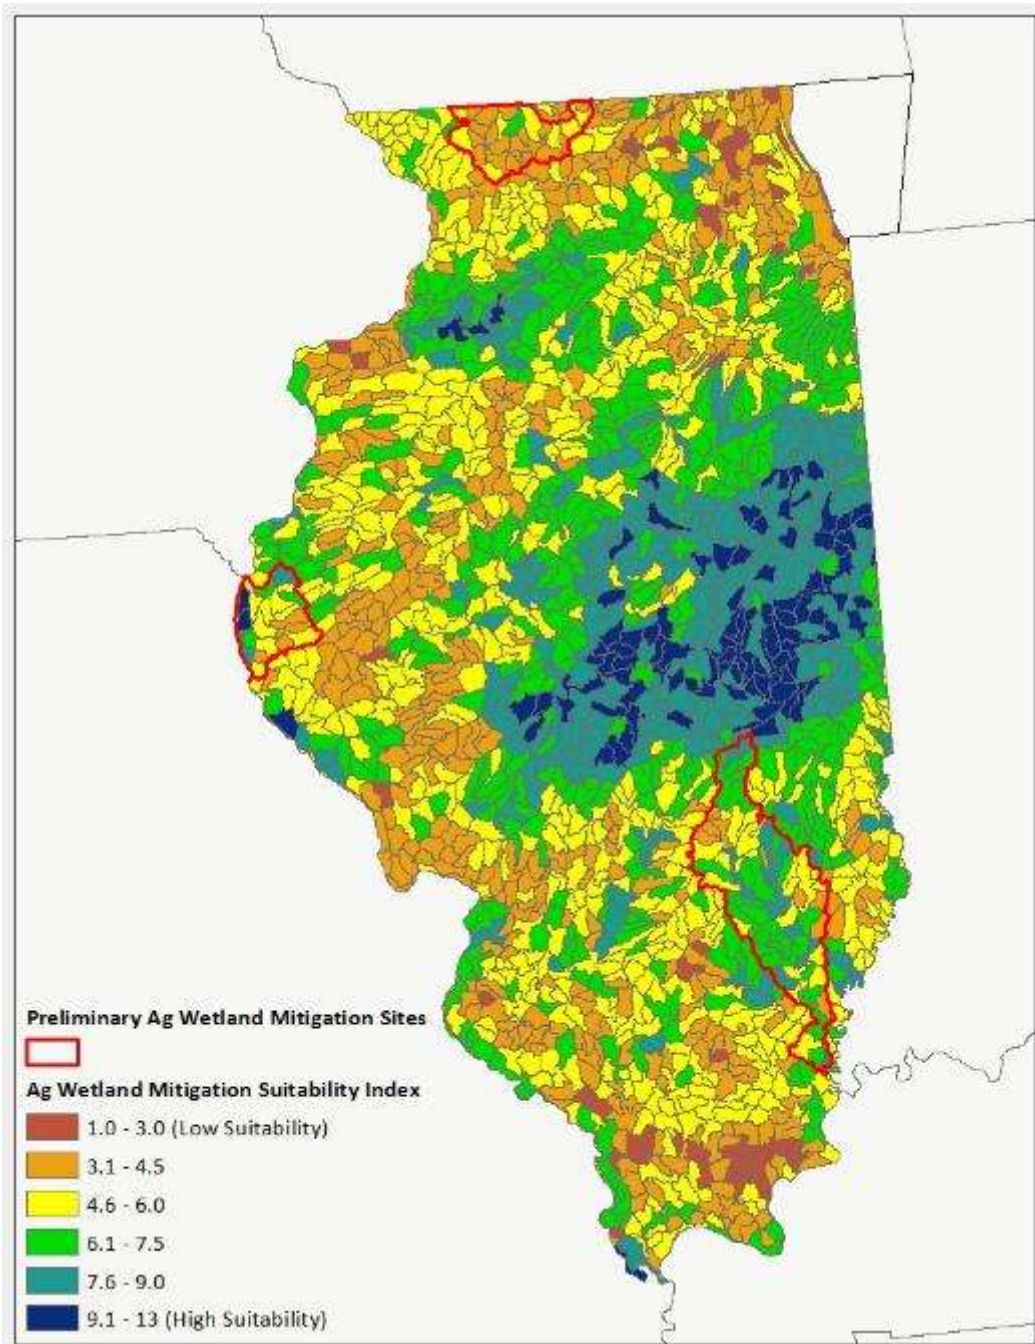 Preliminary Ag Wetland Mitigation Sites
Ag Wetland Mitigation Suitability Index
1.0 - 3.0 (Low Suitability)
3.1 - 4.5
4.6 - 6.0
6.1 - 7.5
7.6 - 9.0
9.1 - 13 (High Suitability)